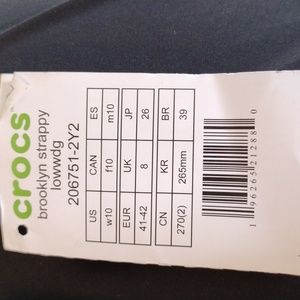 crocs
brooklyn strappy
lowwdg
206751-2Y2
US CAN ES
w10 f10 m10
EUR UK JP
41-42 8 26
CN KR BR
270(2) 265mm 39
1 96265 21288 0